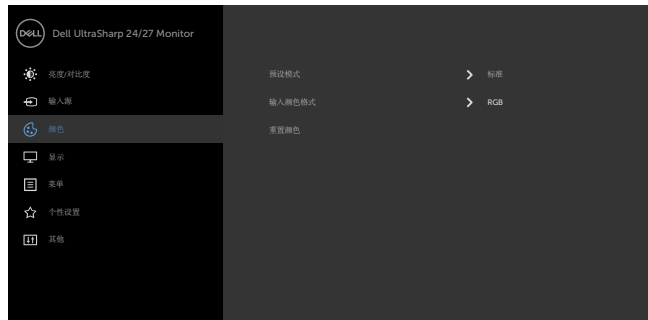 DELL
Dell UltraSharp 24/27 Monitor
亮度/对比度
预设模式 标准
输入源
输入颜色格式 RGB
颜色
重置颜色
显示
菜单
个性设置
其他